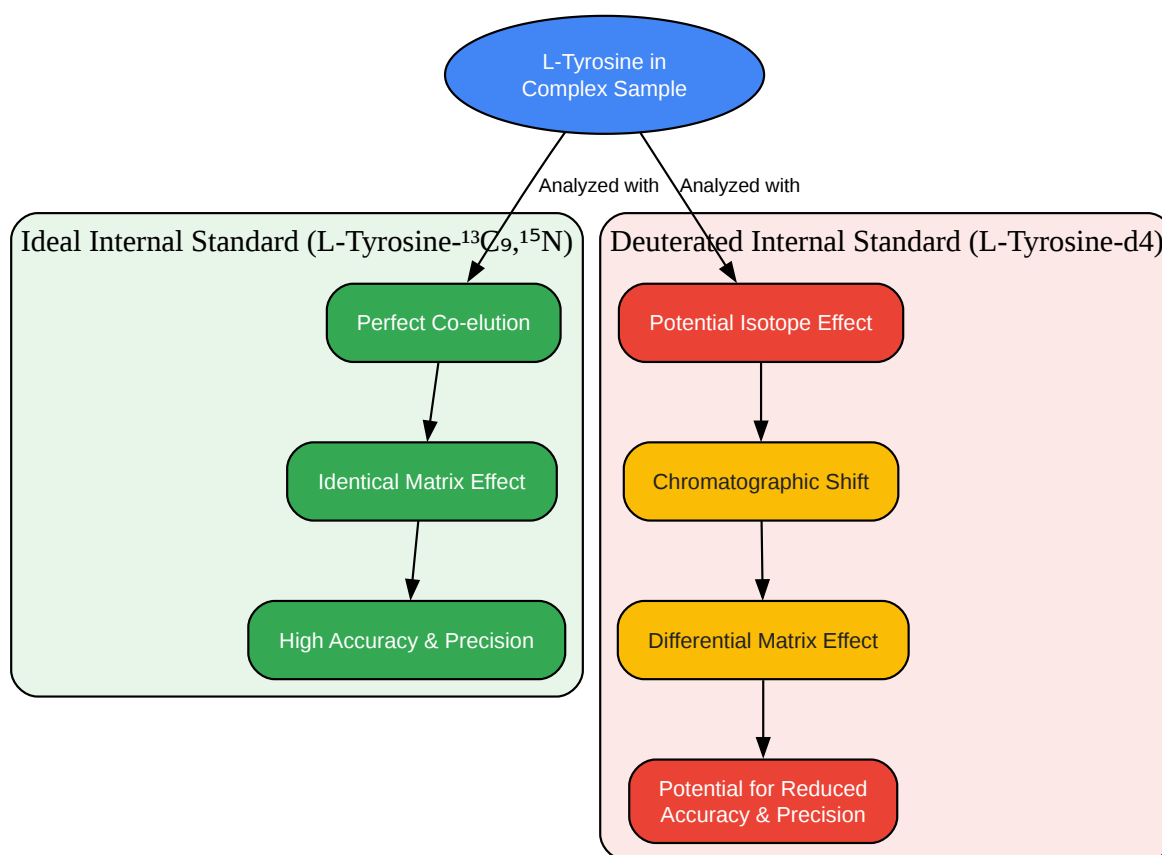 L-Tyrosine in
Complex Sample
Analyzed with
Analyzed with
Ideal Internal Standard (L-Tyrosine-¹³C₉,¹⁵N)
Perfect Co-elution
Identical Matrix Effect
High Accuracy & Precision
Deuterated Internal Standard (L-Tyrosine-d4)
Potential Isotope Effect
Chromatographic Shift
Differential Matrix Effect
Potential for Reduced
Accuracy & Precision